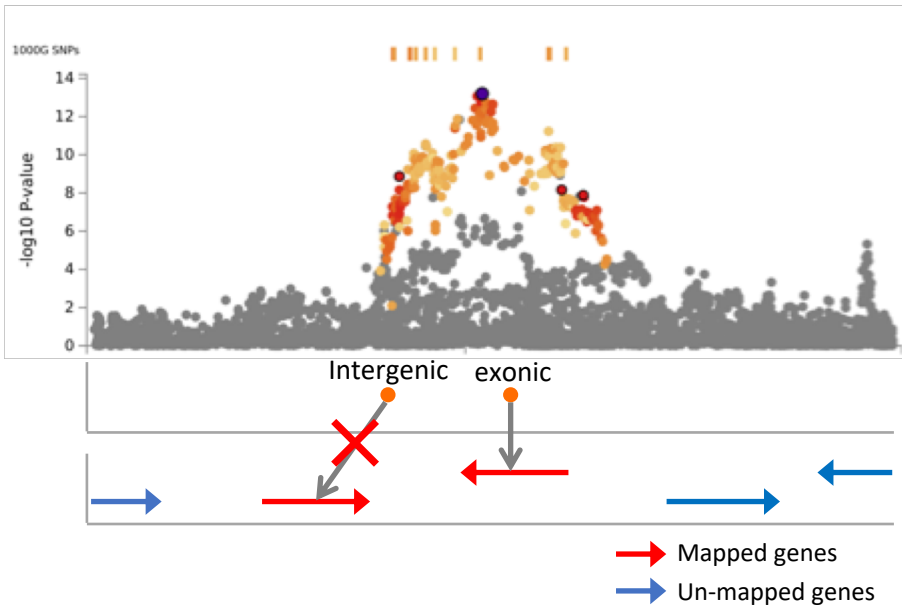 1000G SNPs
14
12
10
8
6
4
2
0
-log10 P-value
Intergenic exonic
Mapped genes
Un-mapped genes